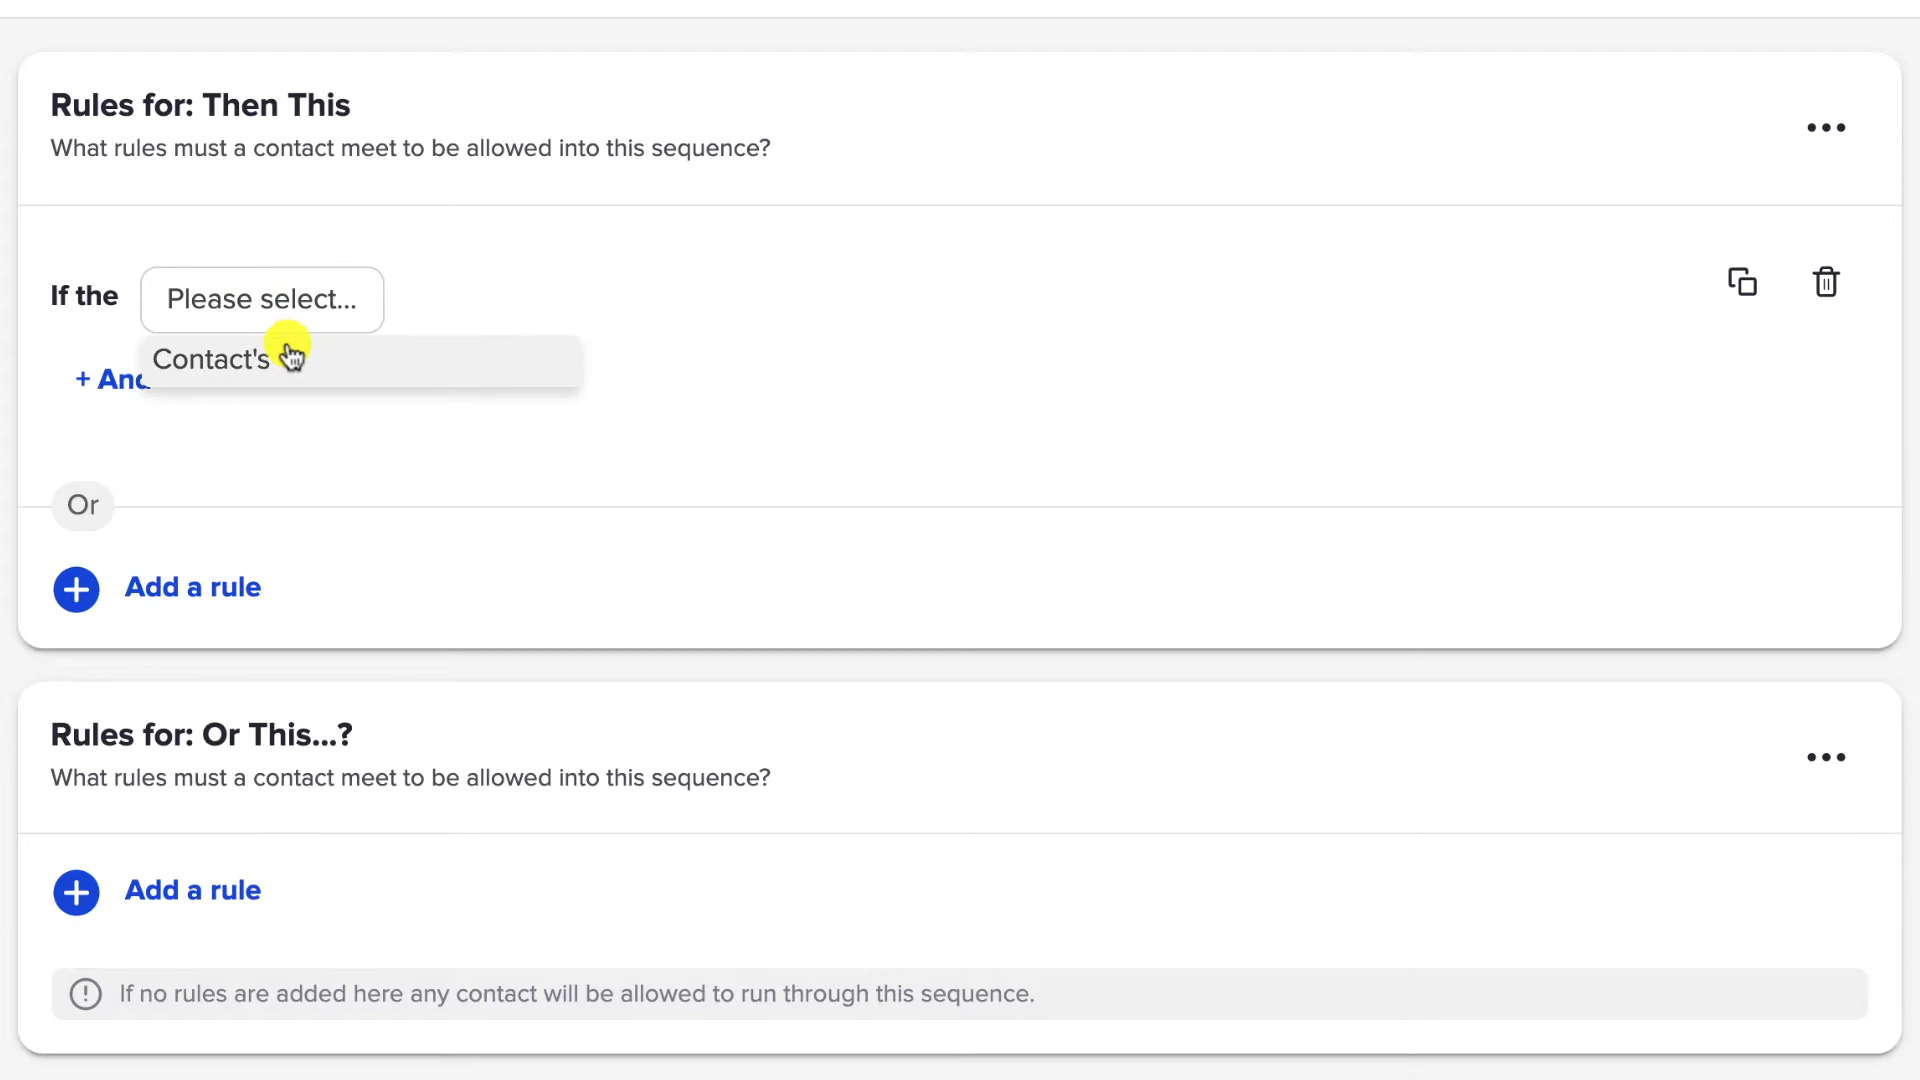 Rules for: Then This
What rules must a contact meet to be allowed into this sequence?
If the Please select...
Contact's
+ And
Or
Add a rule
Rules for: Or This...?
What rules must a contact meet to be allowed into this sequence?
Add a rule
If no rules are added here any contact will be allowed to run through this sequence.